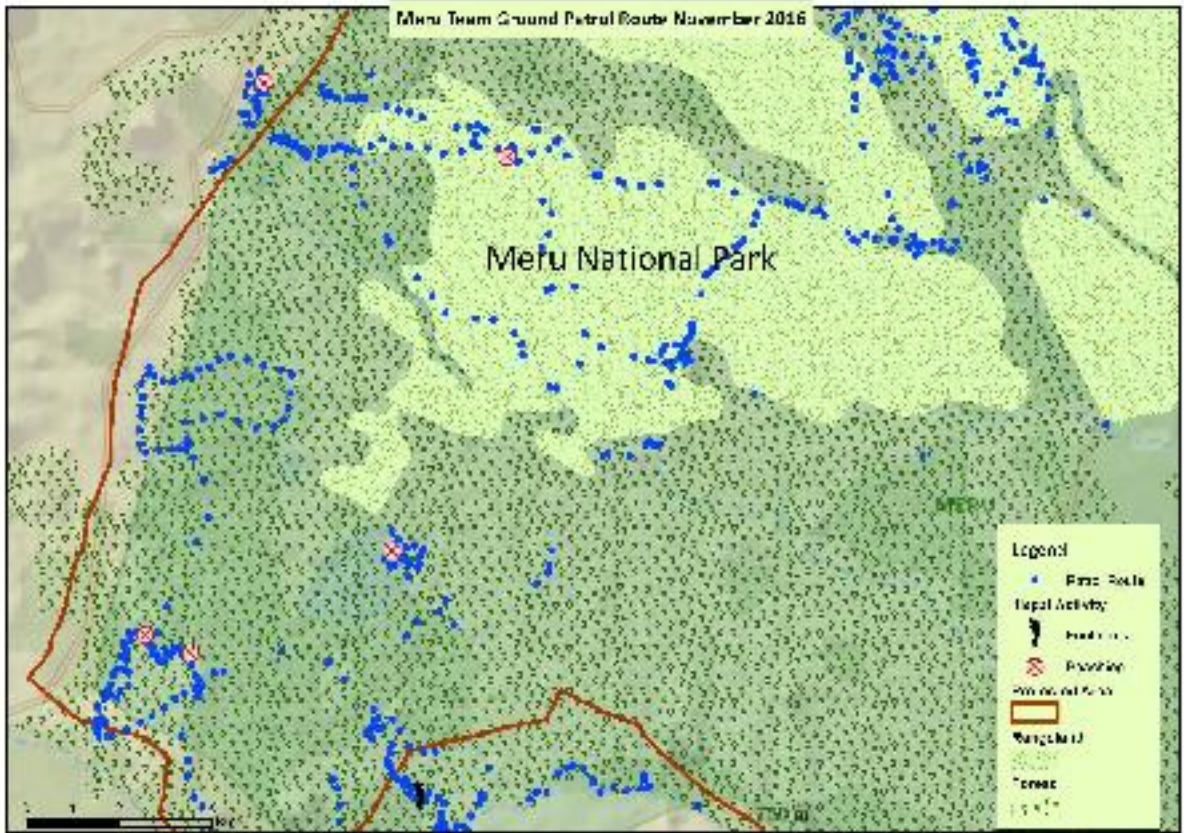 Meru Team Ground Patrol Route November 2016
Meru National Park
MERU
Legend
Patrol Route
Illegal Activity
Poaching
Protected Area
Rangeland
Forest